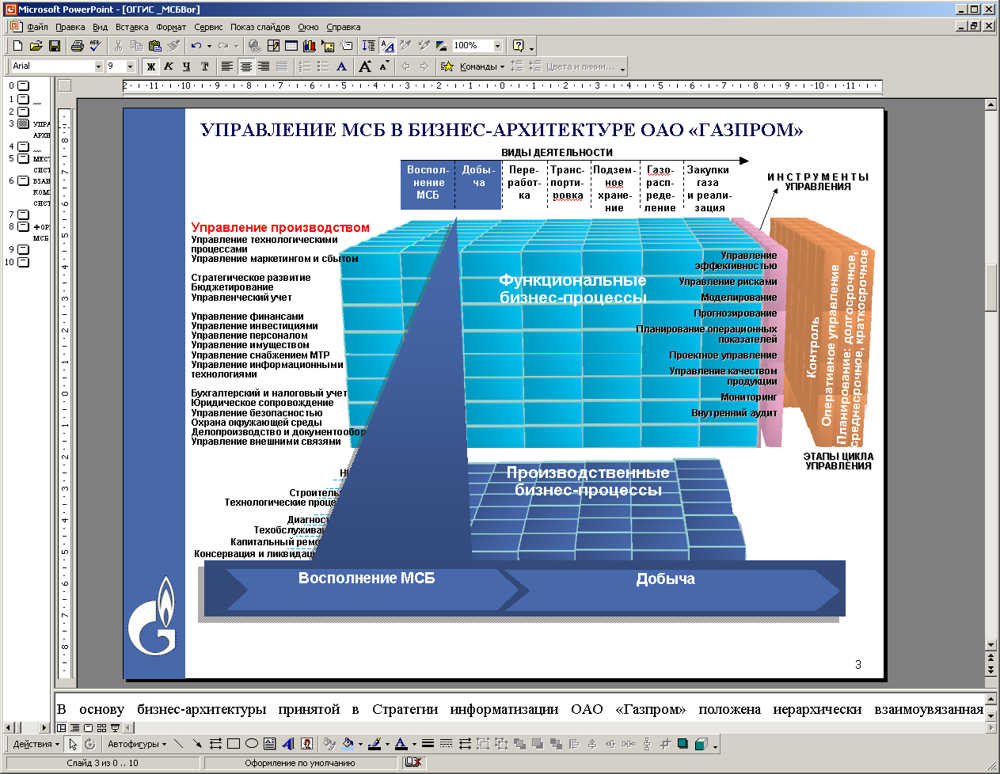 Microsoft PowerPoint - [ОГГИС _МСБВог]
Файл Правка Вид Вставка Формат Сервис Показ слайдов Окно Справка
100%
Arial 9 Ж К Ч Команды Цвета и линии...
0
1
2
3 УПРА
АРХИ
4
5 МЕС
СИС
6 ВЗАИ
КОМ
СИС
7
8 ФОР
МСБ
9
10
УПРАВЛЕНИЕ МСБ В БИЗНЕС-АРХИТЕКТУРЕ ОАО «ГАЗПРОМ»
ВИДЫ ДЕЯТЕЛЬНОСТИ
Воспол-
нение
МСБ
Добы-
ча
Пере-
работ-
ка
Транс-
порти-
ровка
Подзем-
ное
хране-
ние
Газо-
расп-
реде-
ление
Закупки
газа
и реали-
зация
ИНСТРУМЕНТЫ
УПРАВЛЕНИЯ
Управление производством
Управление технологическими
процессами
Управление маркетингом и сбытом
Стратегическое развитие
Бюджетирование
Управленческий учет
Управление финансами
Управление инвестициями
Управление персоналом
Управление имуществом
Управление снабжением МТР
Управление информационными
технологиями
Бухгалтерский и налоговый учет
Юридическое сопровождение
Управление безопасностью
Охрана окружающей среды
Делопроизводство и документообор
Управление внешними связями
Функциональные
бизнес-процессы
Управление
эффективностью
Управление рисками
Моделирование
Прогнозирование
Планирование операционных
показателей
Проектное управление
Управление качеством
продукции
Мониторинг
Внутренний аудит
Контроль
Оперативное управление
Планирование: долгосрочное,
среднесрочное, краткосрочное
ЭТАПЫ ЦИКЛА
УПРАВЛЕНИЯ
Строитель
Технологические проце
Диагнос
Техобслужива
Капитальный ремо
Консервация и ликвидац
Производственные
бизнес-процессы
Восполнение МСБ
Добыча
3
В основу бизнес-архитектуры принятой в Стратегии информатизации ОАО «Газпром» положена иерархически взаимоувязанная
Действия Автофигуры
Слайд 3 из 0 .. 10
Оформление по умолчанию